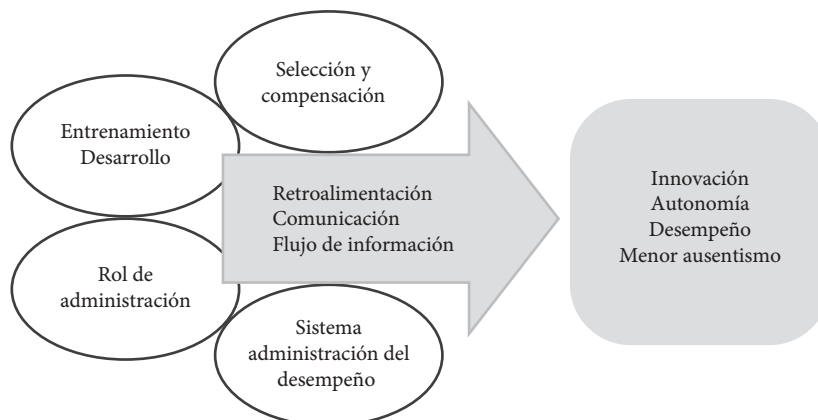 Selección y
compensación
Entrenamiento
Desarrollo
Retroalimentación
Comunicación
Flujo de información
Innovación
Autonomía
Desempeño
Menor ausentismo
Rol de
administración
Sistema
administración del
desempeño